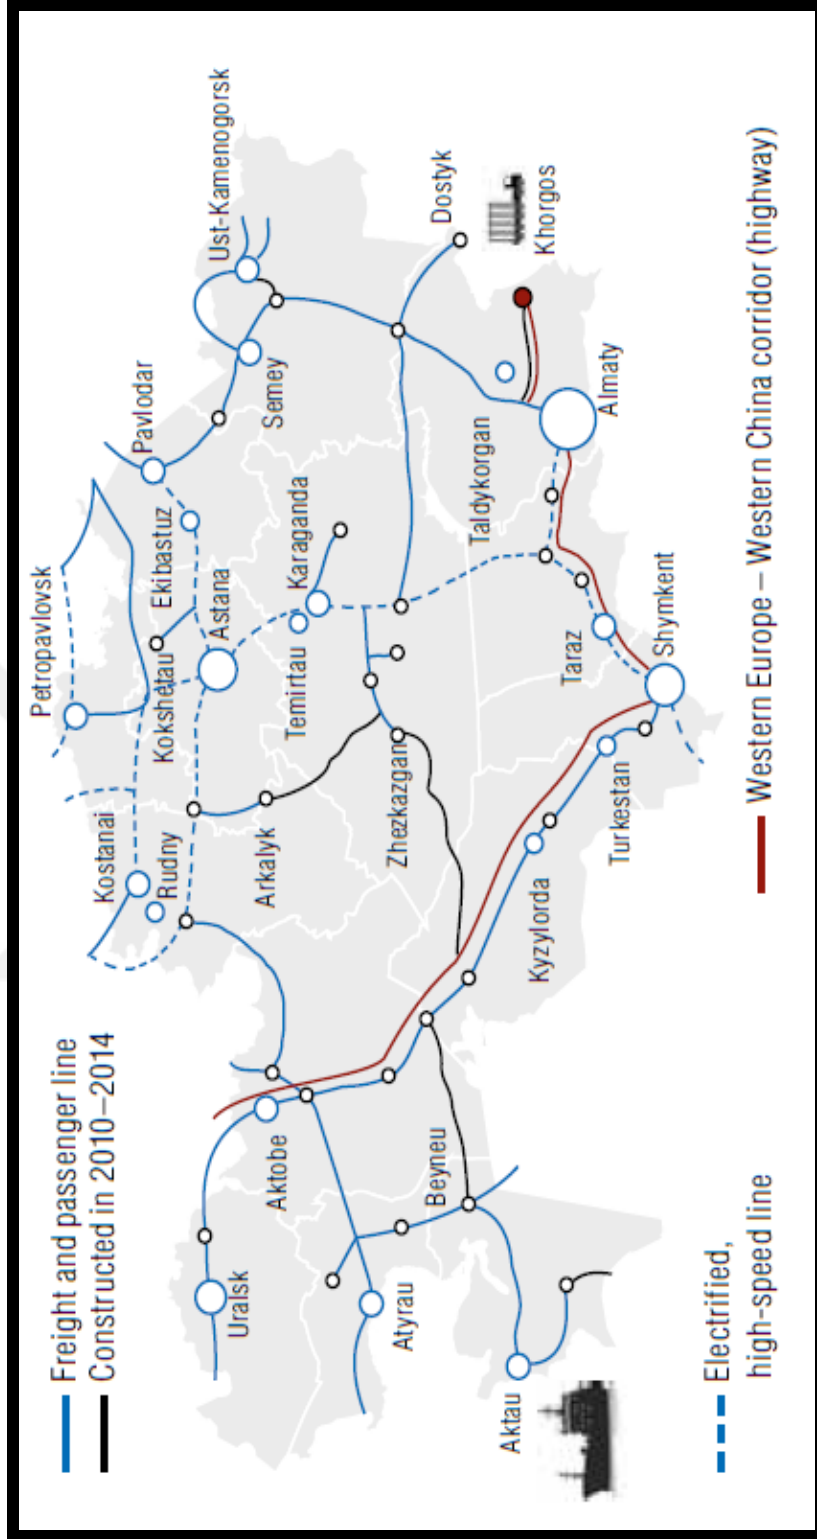 Freight and passenger line
Constructed in 2010–2014
Petropavlovsk
Kostanai
Rudny
Kokshetau
Ekibastuz
Pavlodar
Ust-Kamenogorsk
Semey
Astana
Uralsk
Aktobe
Arkalyk
Temirtau
Karaganda
Dostyk
Khorgos
Atyrau
Beyneu
Zhezkazgan
Taldykorgan
Almaty
Aktau
Kyzylorda
Turkestan
Taraz
Shymkent
Electrified,
high-speed line
Western Europe – Western China corridor (highway)